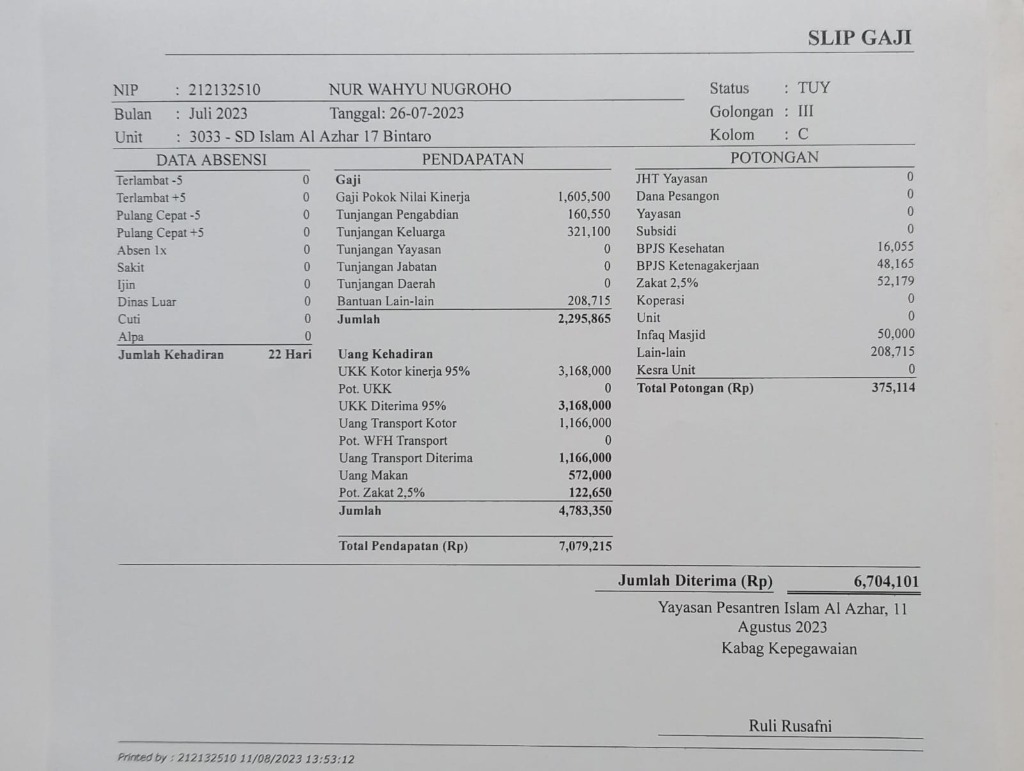 SLIP GAJI
NIP : 212132510 NUR WAHYU NUGROHO Status : TUY
Bulan : Juli 2023 Tanggal: 26-07-2023 Golongan : III
Unit : 3033 - SD Islam Al Azhar 17 Bintaro Kolom : C
DATA ABSENSI
Terlambat -5 0
Terlambat +5 0
Pulang Cepat -5 0
Pulang Cepat +5 0
Absen 1x 0
Sakit 0
Ijin 0
Dinas Luar 0
Cuti 0
Alpa 0
Jumlah Kehadiran 22 Hari
PENDAPATAN
Gaji
Gaji Pokok Nilai Kinerja 1,605,500
Tunjangan Pengabdian 160,550
Tunjangan Keluarga 321,100
Tunjangan Yayasan 0
Tunjangan Jabatan 0
Tunjangan Daerah 0
Bantuan Lain-lain 208,715
Jumlah 2,295,865
Uang Kehadiran
UKK Kotor kinerja 95% 3,168,000
Pot. UKK 0
UKK Diterima 95% 3,168,000
Uang Transport Kotor 1,166,000
Pot. WFH Transport 0
Uang Transport Diterima 1,166,000
Uang Makan 572,000
Pot. Zakat 2,5% 122,650
Jumlah 4,783,350
Total Pendapatan (Rp) 7,079,215
POTONGAN
JHT Yayasan 0
Dana Pesangon 0
Yayasan 0
Subsidi 0
BPJS Kesehatan 16,055
BPJS Ketenagakerjaan 48,165
Zakat 2,5% 52,179
Koperasi 0
Unit 0
Infaq Masjid 50,000
Lain-lain 208,715
Kesra Unit 0
Total Potongan (Rp) 375,114
Jumlah Diterima (Rp) 6,704,101
Yayasan Pesantren Islam Al Azhar, 11
Agustus 2023
Kabag Kepegawaian
Ruli Rusafni
Printed by : 212132510 11/08/2023 13:53:12